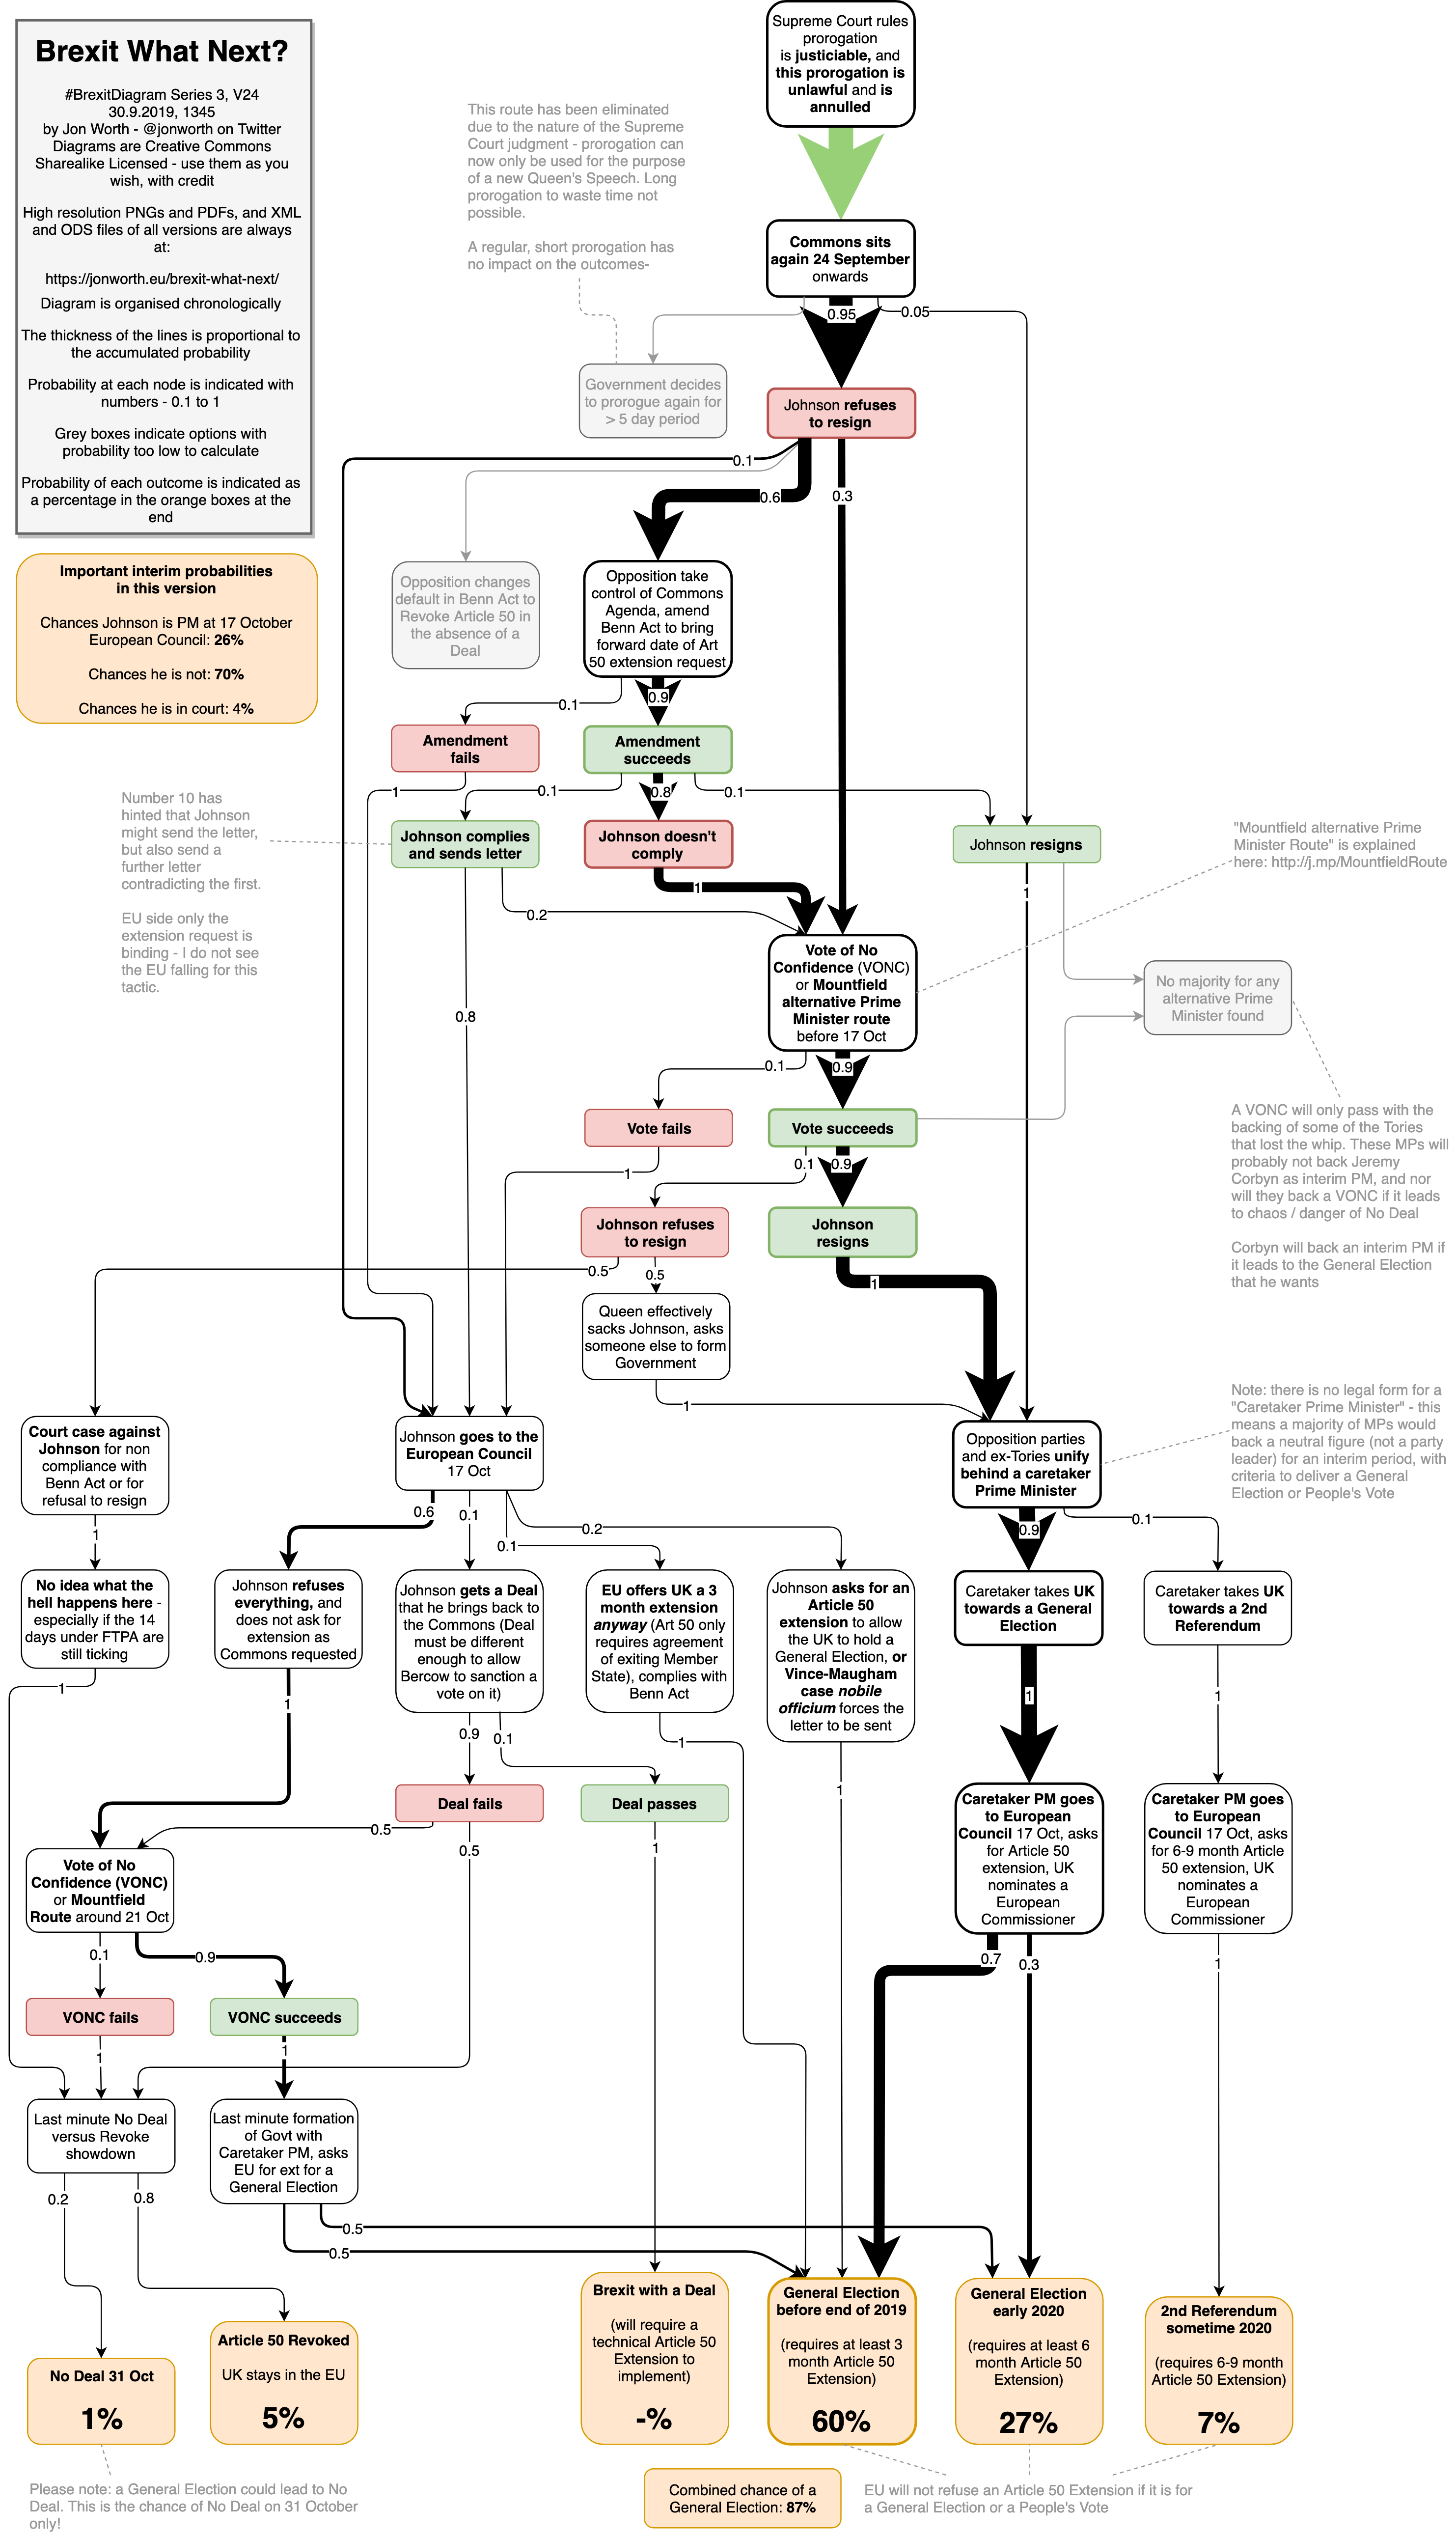 Brexit What Next?
#BrexitDiagram Series 3, V24
30.9.2019, 1345
by Jon Worth - @jonworth on Twitter
Diagrams are Creative Commons
Sharealike Licensed - use them as you
wish, with credit
High resolution PNGs and PDFs, and XML
and ODS files of all versions are always
at:
https://jonworth.eu/brexit-what-next/
Diagram is organised chronologically
The thickness of the lines is proportional to
the accumulated probability
Probability at each node is indicated with
numbers - 0.1 to 1
Grey boxes indicate options with
probability too low to calculate
Probability of each outcome is indicated as
a percentage in the orange boxes at the
end
Important interim probabilities
in this version
Chances Johnson is PM at 17 October
European Council: 26%
Chances he is not: 70%
Chances he is in court: 4%
Supreme Court rules
prorogation
is justiciable, and
this prorogation is
unlawful and is
annulled
This route has been eliminated
due to the nature of the Supreme
Court judgment - prorogation can
now only be used for the purpose
of a new Queen's Speech. Long
prorogation to waste time not
possible.
A regular, short prorogation has
no impact on the outcomes-
Commons sits
again 24 September
onwards
0.95
0.05
Government decides
to prorogue again for
> 5 day period
Johnson refuses
to resign
0.1
0.6
0.3
Opposition changes
default in Benn Act to
Revoke Article 50 in
the absence of a
Deal
Opposition take
control of Commons
Agenda, amend
Benn Act to bring
forward date of Art
50 extension request
0.1
0.9
Amendment
fails
Amendment
succeeds
1
0.1
0.8
0.1
Number 10 has
hinted that Johnson
might send the letter,
but also send a
further letter
contradicting the first.
EU side only the
extension request is
binding - I do not see
the EU falling for this
tactic.
Johnson complies
and sends letter
Johnson doesn't
comply
Johnson resigns
"Mountfield alternative Prime
Minister Route" is explained
here: http://j.mp/MountfieldRoute
1
0.2
1
0.8
Vote of No
Confidence (VONC)
or Mountfield
alternative Prime
Minister route
before 17 Oct
No majority for any
alternative Prime
Minister found
0.1
0.9
Vote fails
Vote succeeds
A VONC will only pass with the
backing of some of the Tories
that lost the whip. These MPs will
probably not back Jeremy
Corbyn as interim PM, and nor
will they back a VONC if it leads
to chaos / danger of No Deal
Corbyn will back an interim PM if
it leads to the General Election
that he wants
1
0.1
0.9
Johnson refuses
to resign
Johnson
resigns
0.5
0.5
1
Queen effectively
sacks Johnson, asks
someone else to form
Government
1
Note: there is no legal form for a
"Caretaker Prime Minister" - this
means a majority of MPs would
back a neutral figure (not a party
leader) for an interim period, with
criteria to deliver a General
Election or People's Vote
Court case against
Johnson for non
compliance with
Benn Act or for
refusal to resign
Johnson goes to the
European Council
17 Oct
Opposition parties
and ex-Tories unify
behind a caretaker
Prime Minister
1
0.6
0.1
0.1
0.2
0.9
0.1
No idea what the
hell happens here -
especially if the 14
days under FTPA are
still ticking
Johnson refuses
everything, and
does not ask for
extension as
Commons requested
Johnson gets a Deal
that he brings back to
the Commons (Deal
must be different
enough to allow
Bercow to sanction a
vote on it)
EU offers UK a 3
month extension
anyway (Art 50 only
requires agreement
of exiting Member
State), complies with
Benn Act
Johnson asks for an
Article 50
extension to allow
the UK to hold a
General Election, or
Vince-Maugham
case nobile
officium forces the
letter to be sent
Caretaker takes UK
towards a General
Election
Caretaker takes UK
towards a 2nd
Referendum
1
1
0.9
0.1
1
1
1
1
Deal fails
Deal passes
Caretaker PM goes
to European
Council 17 Oct, asks
for Article 50
extension, UK
nominates a
European
Commissioner
Caretaker PM goes
to European
Council 17 Oct, asks
for 6-9 month Article
50 extension, UK
nominates a
European
Commissioner
0.5
0.5
1
Vote of No
Confidence (VONC)
or Mountfield
Route around 21 Oct
0.1
0.9
0.7
0.3
1
VONC fails
VONC succeeds
1
1
Last minute No Deal
versus Revoke
showdown
Last minute formation
of Govt with
Caretaker PM, asks
EU for ext for a
General Election
0.2
0.8
0.5
0.5
No Deal 31 Oct
1%
Article 50 Revoked
UK stays in the EU
5%
Brexit with a Deal
(will require a
technical Article 50
Extension to
implement)
-%
General Election
before end of 2019
(requires at least 3
month Article 50
Extension)
60%
General Election
early 2020
(requires at least 6
month Article 50
Extension)
27%
2nd Referendum
sometime 2020
(requires 6-9 month
Article 50 Extension)
7%
Please note: a General Election could lead to No
Deal. This is the chance of No Deal on 31 October
only!
Combined chance of a
General Election: 87%
EU will not refuse an Article 50 Extension if it is for
a General Election or a People's Vote